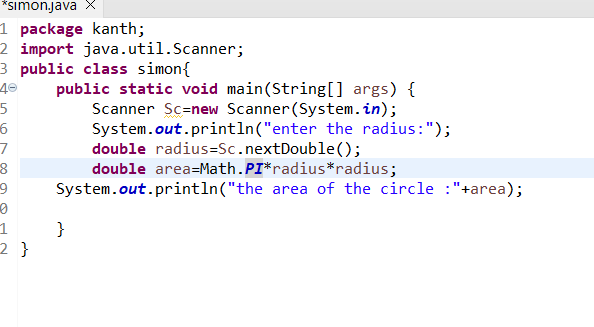 *simon.java
1 package kanth;
2 import java.util.Scanner;
3 public class simon{
4 public static void main(String[] args) {
5 Scanner Sc=new Scanner(System.in);
6 System.out.println("enter the radius:");
7 double radius=Sc.nextDouble();
8 double area=Math.PI*radius*radius;
9 System.out.println("the area of the circle :"+area);
0
1 }
2 }